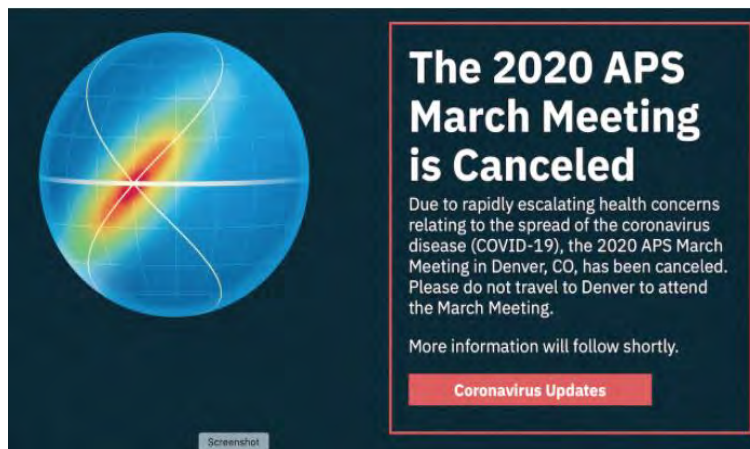 The 2020 APS
March Meeting
is Canceled
Due to rapidly escalating health concerns
relating to the spread of the coronavirus
disease (COVID-19), the 2020 APS March
Meeting in Denver, CO, has been canceled.
Please do not travel to Denver to attend
the March Meeting.
More information will follow shortly.
Coronavirus Updates
Screenshot